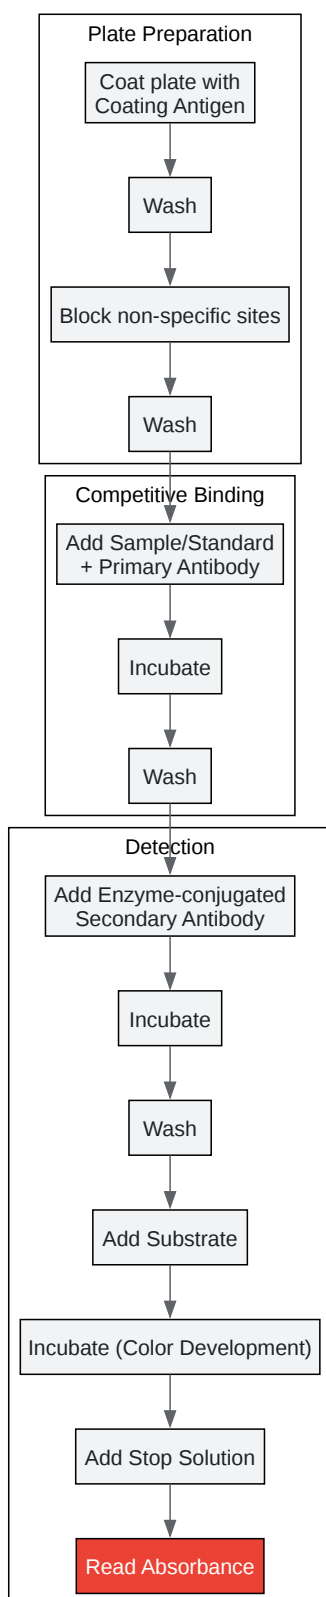 Plate Preparation
Coat plate with
Coating Antigen
Wash
Block non-specific sites
Wash
Competitive Binding
Add Sample/Standard
+ Primary Antibody
Incubate
Wash
Detection
Add Enzyme-conjugated
Secondary Antibody
Incubate
Wash
Add Substrate
Incubate (Color Development)
Add Stop Solution
Read Absorbance